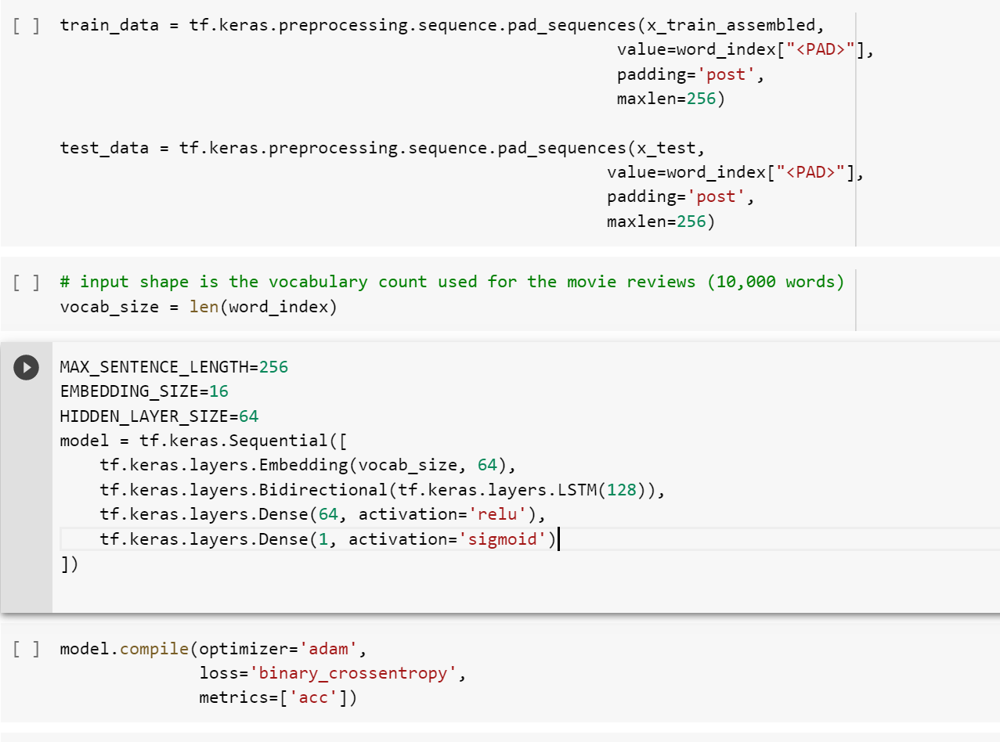 [ ] train_data = tf.keras.preprocessing.sequence.pad_sequences(x_train_assembled,
value=word_index["<PAD>"],
padding='post',
maxlen=256)
test_data = tf.keras.preprocessing.sequence.pad_sequences(x_test,
value=word_index["<PAD>"],
padding='post',
maxlen=256)
[ ] # input shape is the vocabulary count used for the movie reviews (10,000 words)
vocab_size = len(word_index)
MAX_SENTENCE_LENGTH=256
EMBEDDING_SIZE=16
HIDDEN_LAYER_SIZE=64
model = tf.keras.Sequential([
tf.keras.layers.Embedding(vocab_size, 64),
tf.keras.layers.Bidirectional(tf.keras.layers.LSTM(128)),
tf.keras.layers.Dense(64, activation='relu'),
tf.keras.layers.Dense(1, activation='sigmoid')
])
[ ] model.compile(optimizer='adam',
loss='binary_crossentropy',
metrics=['acc'])